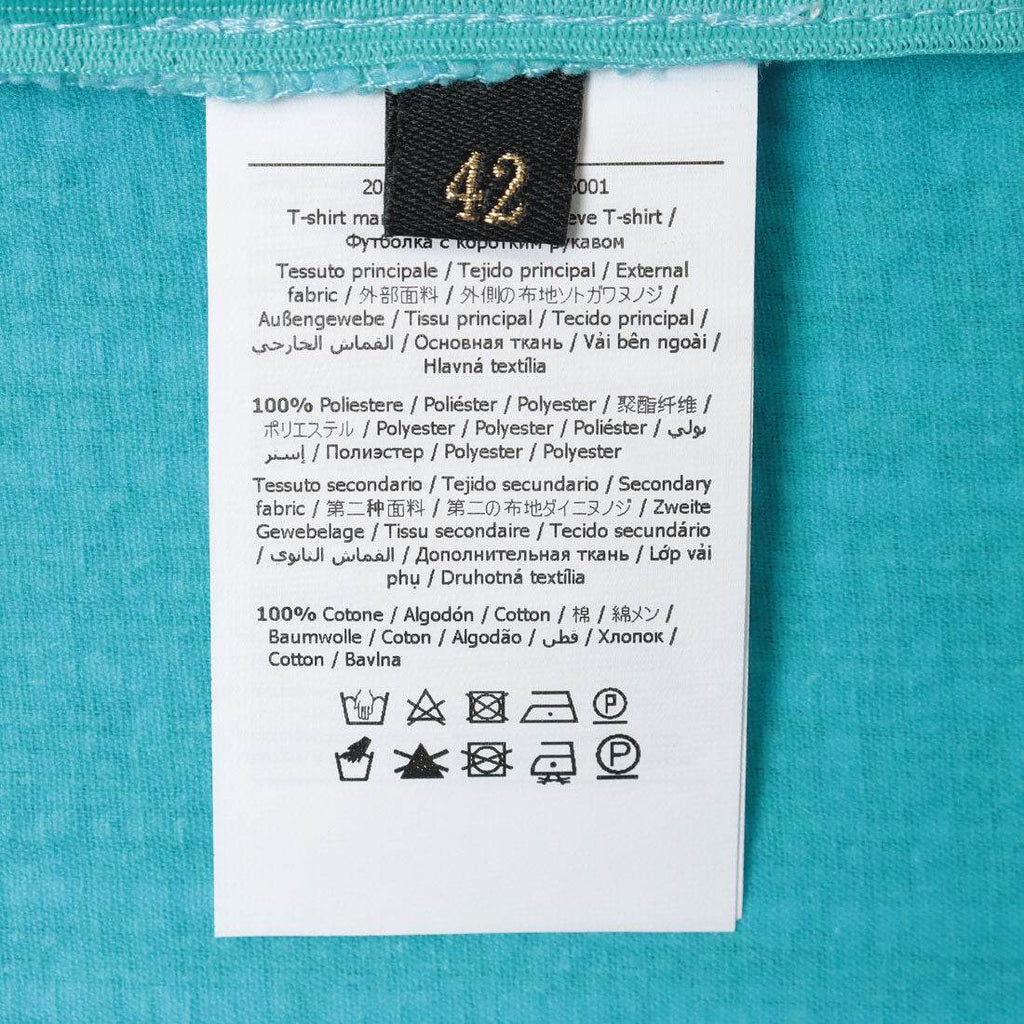 42
20 5001
T-shirt eve T-shirt /
Футболка с коротким рукавом
Tessuto principale / Tejido principal / External
fabric / 外部面料 / 外側の布地ソトガワヌノジ /
Außengewebe / Tissu principal / Tecido principal /
القماش الخارجي / Основная ткань / Vải bên ngoài /
Hlavná textília
100% Poliestere / Poliéster / Polyester / 聚酯纤维 /
ポリエステル / Polyester / Polyester / Poliéster / بولي
إستر / Полиэстер / Polyester / Polyester
Tessuto secondario / Tejido secundario / Secondary
fabric / 第二种面料 / 第二の布地ダイニヌノジ / Zweite
Gewebelage / Tissu secondaire / Tecido secundário
/ القماش الثانوي / Дополнительная ткань / Lớp vải
phụ / Druhotná textília
100% Cotone / Algodón / Cotton / 棉 / 綿メン /
Baumwolle / Coton / Algodão / قطن / Хлопок /
Cotton / Bavlna
P
P